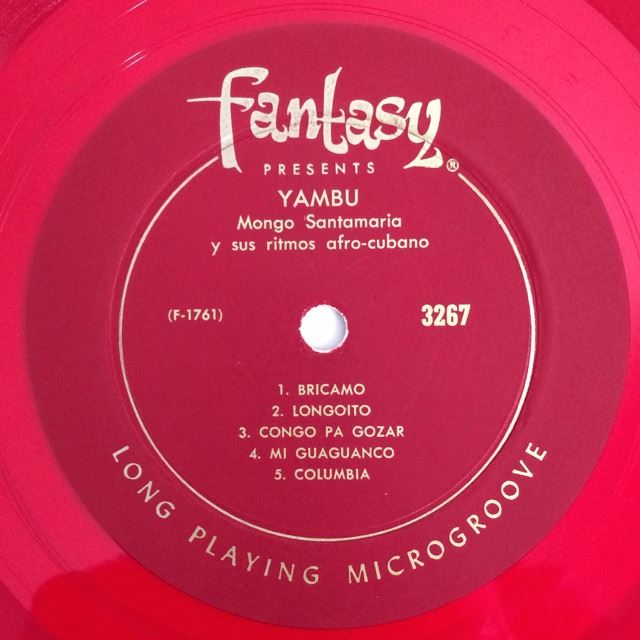 fantasy®
PRESENTS
YAMBU
Mongo Santamaria
y sus ritmos afro-cubano
(F-1761) 3267
1. BRICAMO
2. LONGOITO
3. CONGO PA GOZAR
4. MI GUAGUANCO
5. COLUMBIA
LONG PLAYING MICROGROOVE